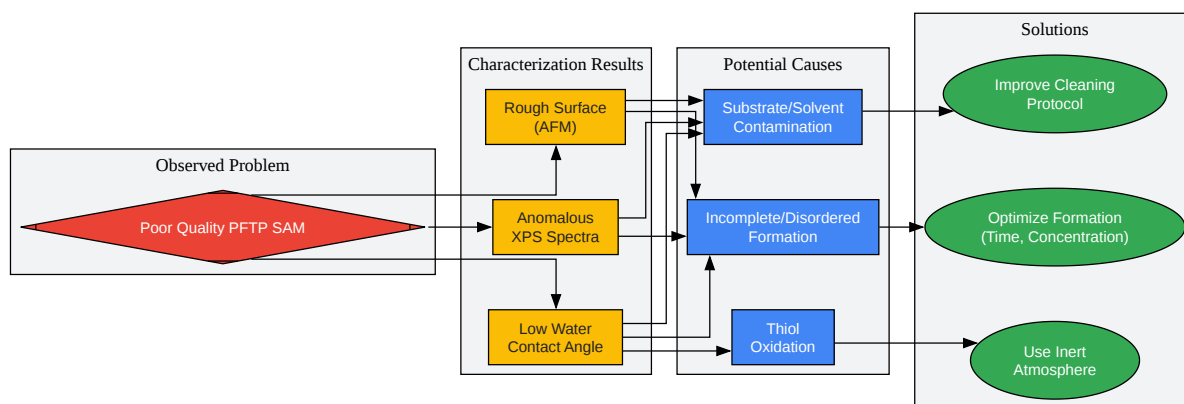 Observed Problem
Poor Quality PFTP SAM
Characterization Results
Rough Surface
(AFM)
Anomalous
XPS Spectra
Low Water
Contact Angle
Potential Causes
Substrate/Solvent
Contamination
Incomplete/Disordered
Formation
Thiol
Oxidation
Solutions
Improve Cleaning
Protocol
Optimize Formation
(Time, Concentration)
Use Inert
Atmosphere